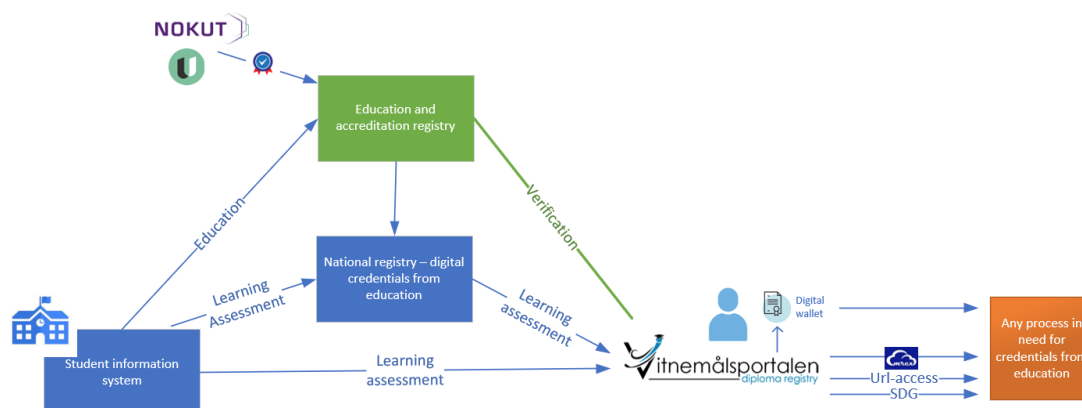 NOKUT
Education and
accreditation registry
Education
Verification
National registry – digital
credentials from
education
Learning
Assessment
Learning
assessment
Student information
system
Learning
assessment
Vitnemålsportalen
diploma registry
Digital
wallet
Url-access
SDG
Any process in
need for
credentials from
education